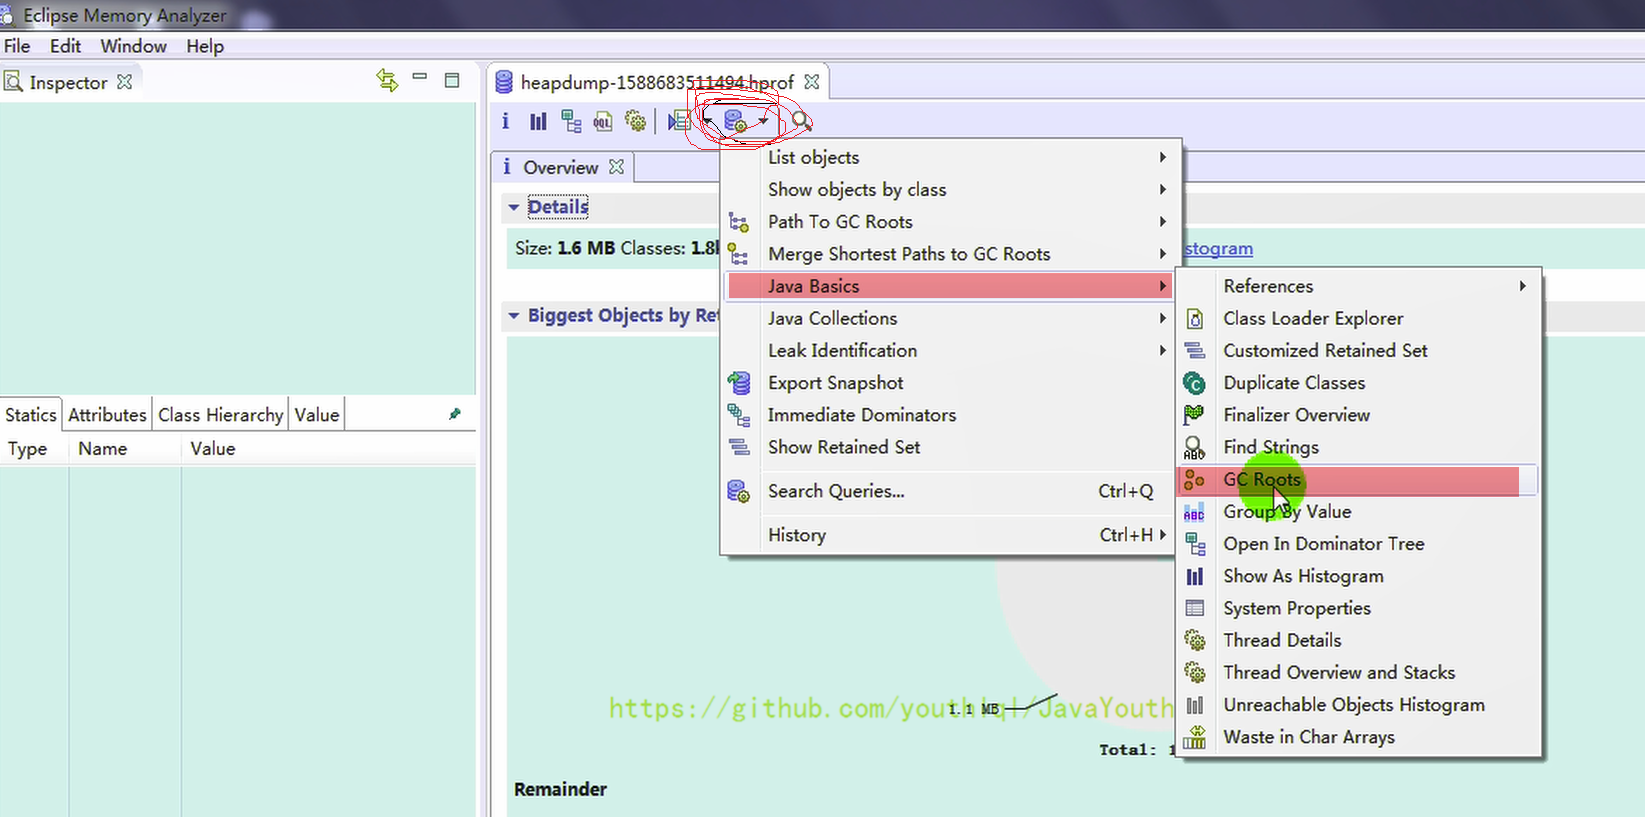 Eclipse Memory Analyzer
File Edit Window Help
Inspector
heapdump-1588683511494.hprof
i
OQL
i Overview
Details
Size: 1.6 MB Classes: 1.8
stogram
Biggest Objects by Ret
List objects
Show objects by class
Path To GC Roots
Merge Shortest Paths to GC Roots
Java Basics
Java Collections
Leak Identification
Export Snapshot
Immediate Dominators
Show Retained Set
Search Queries... Ctrl+Q
History Ctrl+H
References
Class Loader Explorer
Customized Retained Set
Duplicate Classes
Finalizer Overview
Find Strings
GC Roots
Group By Value
Open In Dominator Tree
Show As Histogram
System Properties
Thread Details
Thread Overview and Stacks
Unreachable Objects Histogram
Waste in Char Arrays
Statics Attributes Class Hierarchy Value
Type Name Value
https://github.com/youthiql/JavaYouth
1.1 MB
Total: 1
Remainder